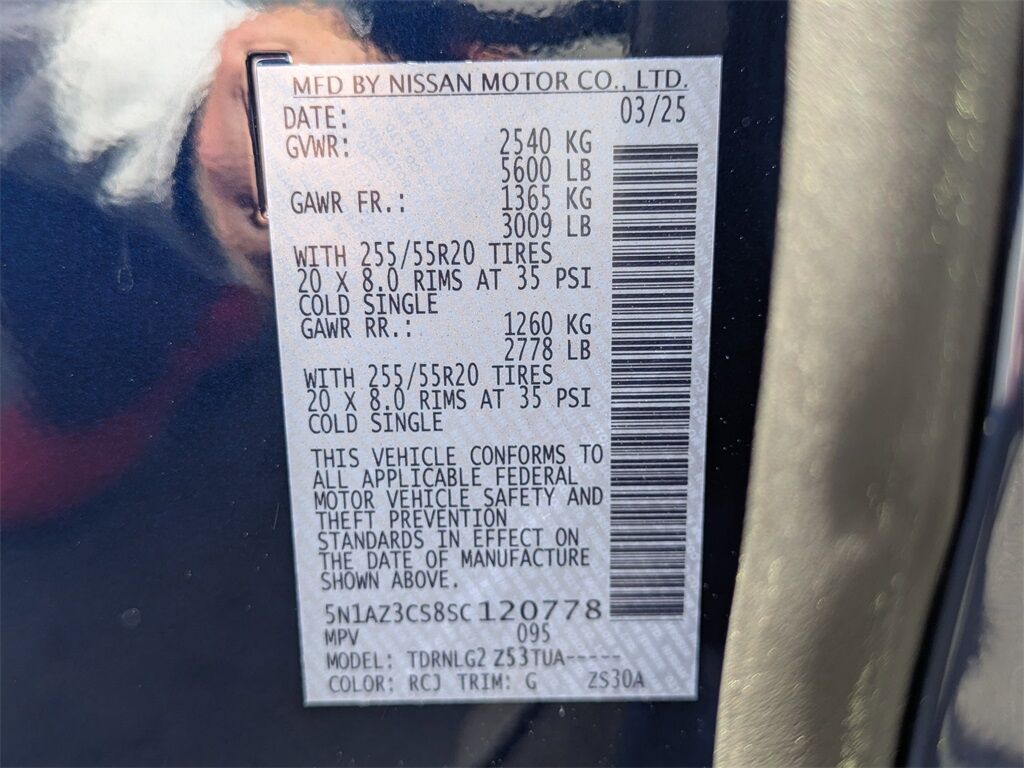 MFD BY NISSAN MOTOR CO., LTD.
DATE: 03/25
GVWR: 2540 KG
5600 LB
GAWR FR.: 1365 KG
3009 LB
WITH 255/55R20 TIRES
20 X 8.0 RIMS AT 35 PSI
COLD SINGLE
GAWR RR.: 1260 KG
2778 LB
WITH 255/55R20 TIRES
20 X 8.0 RIMS AT 35 PSI
COLD SINGLE
THIS VEHICLE CONFORMS TO
ALL APPLICABLE FEDERAL
MOTOR VEHICLE SAFETY AND
THEFT PREVENTION
STANDARDS IN EFFECT ON
THE DATE OF MANUFACTURE
SHOWN ABOVE.
5N1AZ3CS8SC120778
MPV 095
MODEL: TDRNLG2 Z53TUA-----
COLOR: RCJ TRIM: G ZS30A